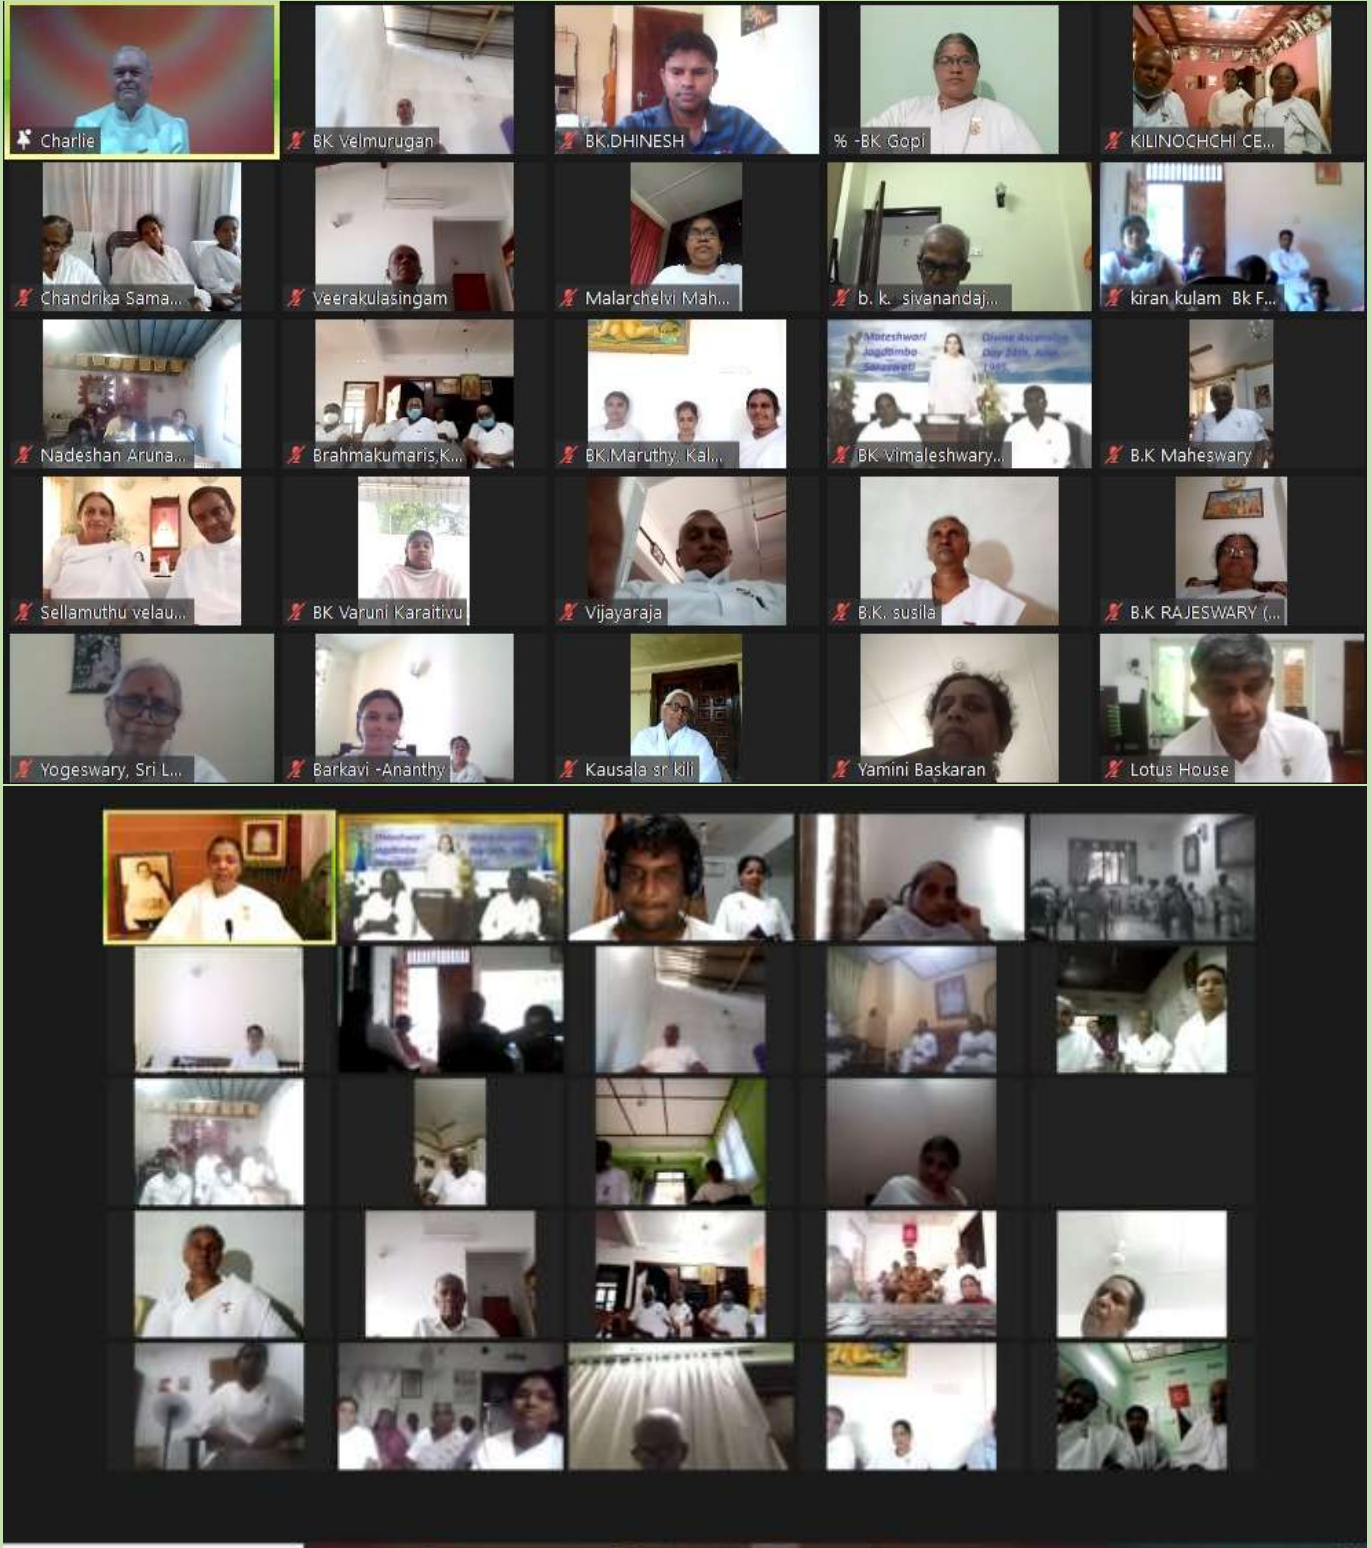 Charlie
BK Velmurugan
BK.DHINESH
% -BK Gopi
KILINOCHCHI CE...
Chandrika Sama...
Veerakulasingam
Malarchelvi Mah...
b. k. sivanandaj...
kiran kulam Bk F...
Nadeshan Aruna...
Brahmakumaris,K...
BK.Maruthy, Kal...
Mateshwari
Jagdamba
Saraswati
Divine Ascension
Day 24th, June,
1965.
BK Vimaleshwary...
B.K Maheswary
Sellamuthu velau...
BK Varuni Karaitivu
Vijayaraja
B.K. susila
B.K RAJESWARY (...
Yogeswary, Sri L...
Barkavi -Ananthy
Kausala sr kili
Yamini Baskaran
Lotus House